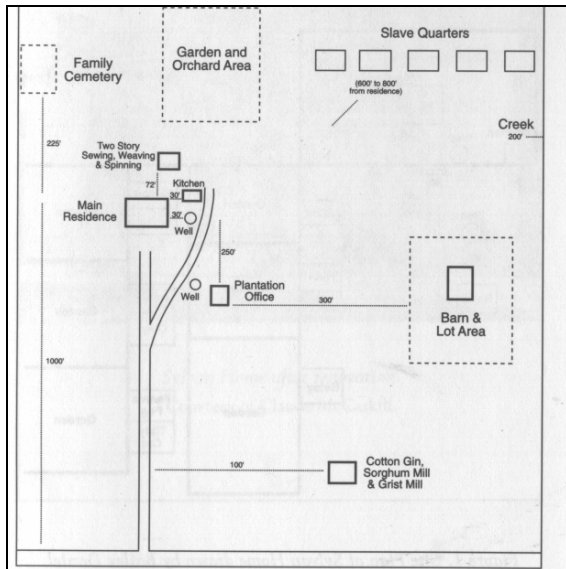 Slave Quarters
Garden and
Orchard Area
Family
Cemetery
(600' to 800'
from residence)
Creek
200'
225'
Two Story
Sewing, Weaving
& Spinning
72'
Kitchen
30'
Main
Residence
30'
Well
250'
Plantation
Office
Well
300'
Barn &
Lot Area
1000'
100'
Cotton Gin,
Sorghum Mill
& Grist Mill